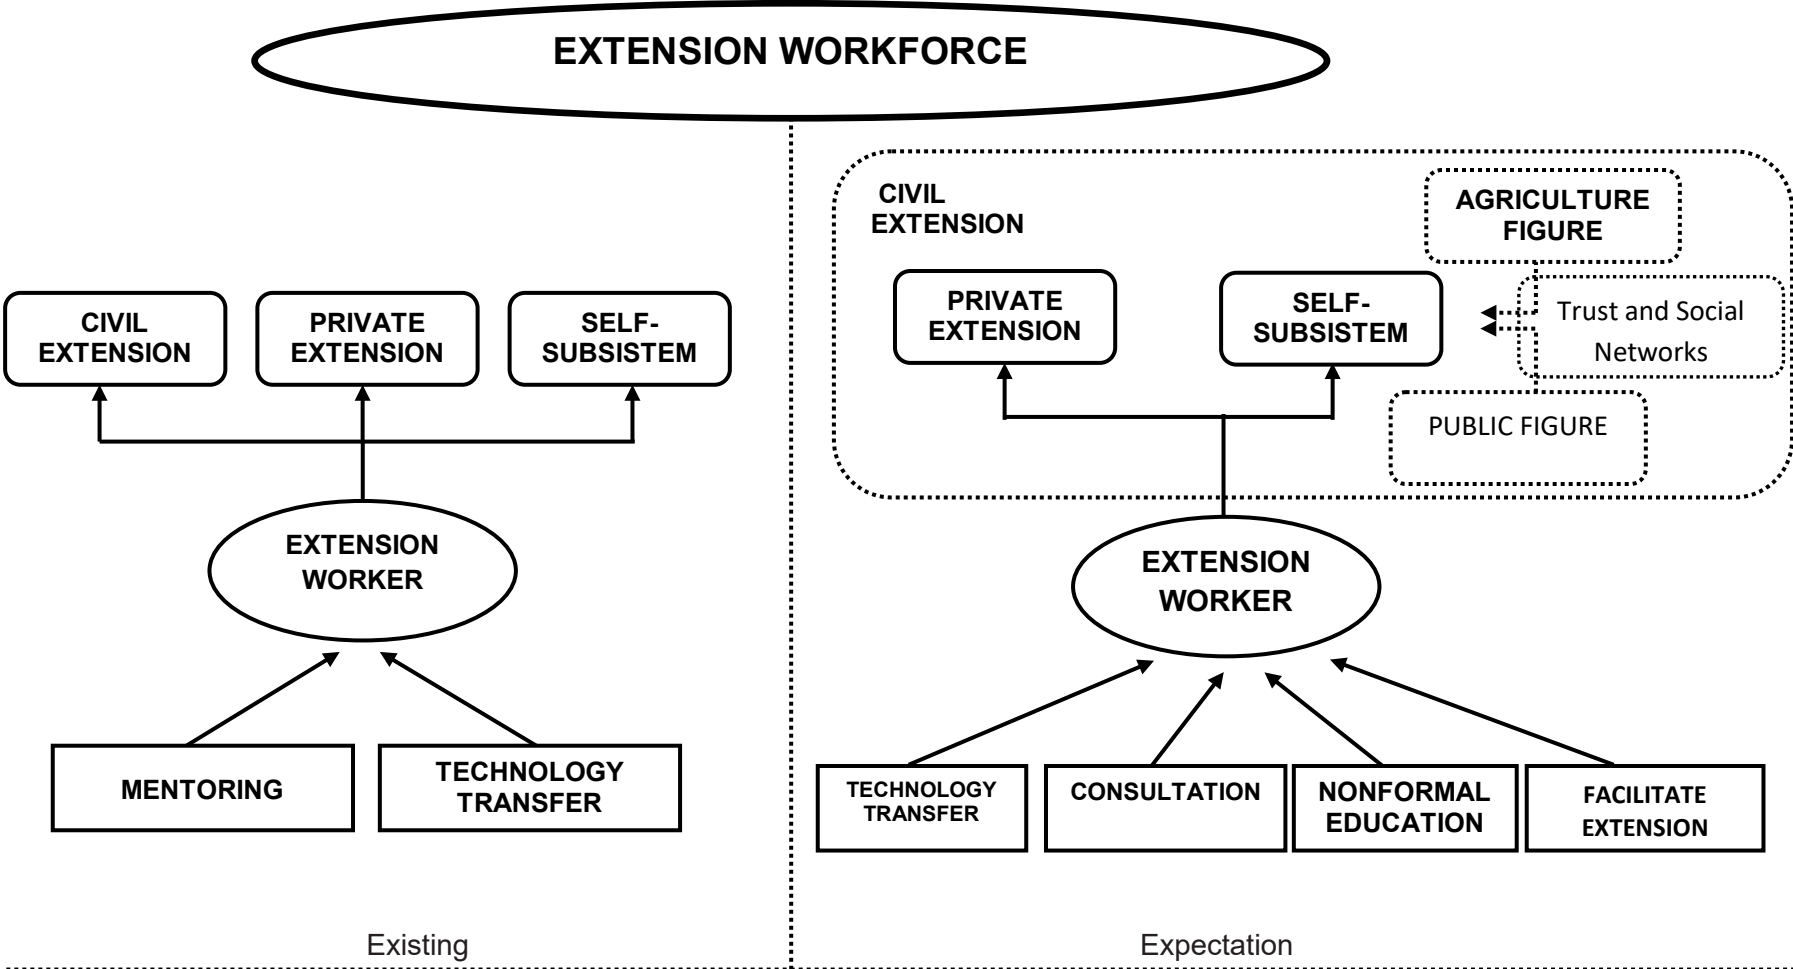 EXTENSION WORKFORCE
CIVIL
EXTENSION
PRIVATE
EXTENSION
SELF-
SUBSISTEM
EXTENSION
WORKER
MENTORING
TECHNOLOGY
TRANSFER
Existing
CIVIL
EXTENSION
AGRICULTURE
FIGURE
PRIVATE
EXTENSION
SELF-
SUBSISTEM
Trust and Social
Networks
PUBLIC FIGURE
EXTENSION
WORKER
TECHNOLOGY
TRANSFER
CONSULTATION
NONFORMAL
EDUCATION
FACILITATE
EXTENSION
Expectation